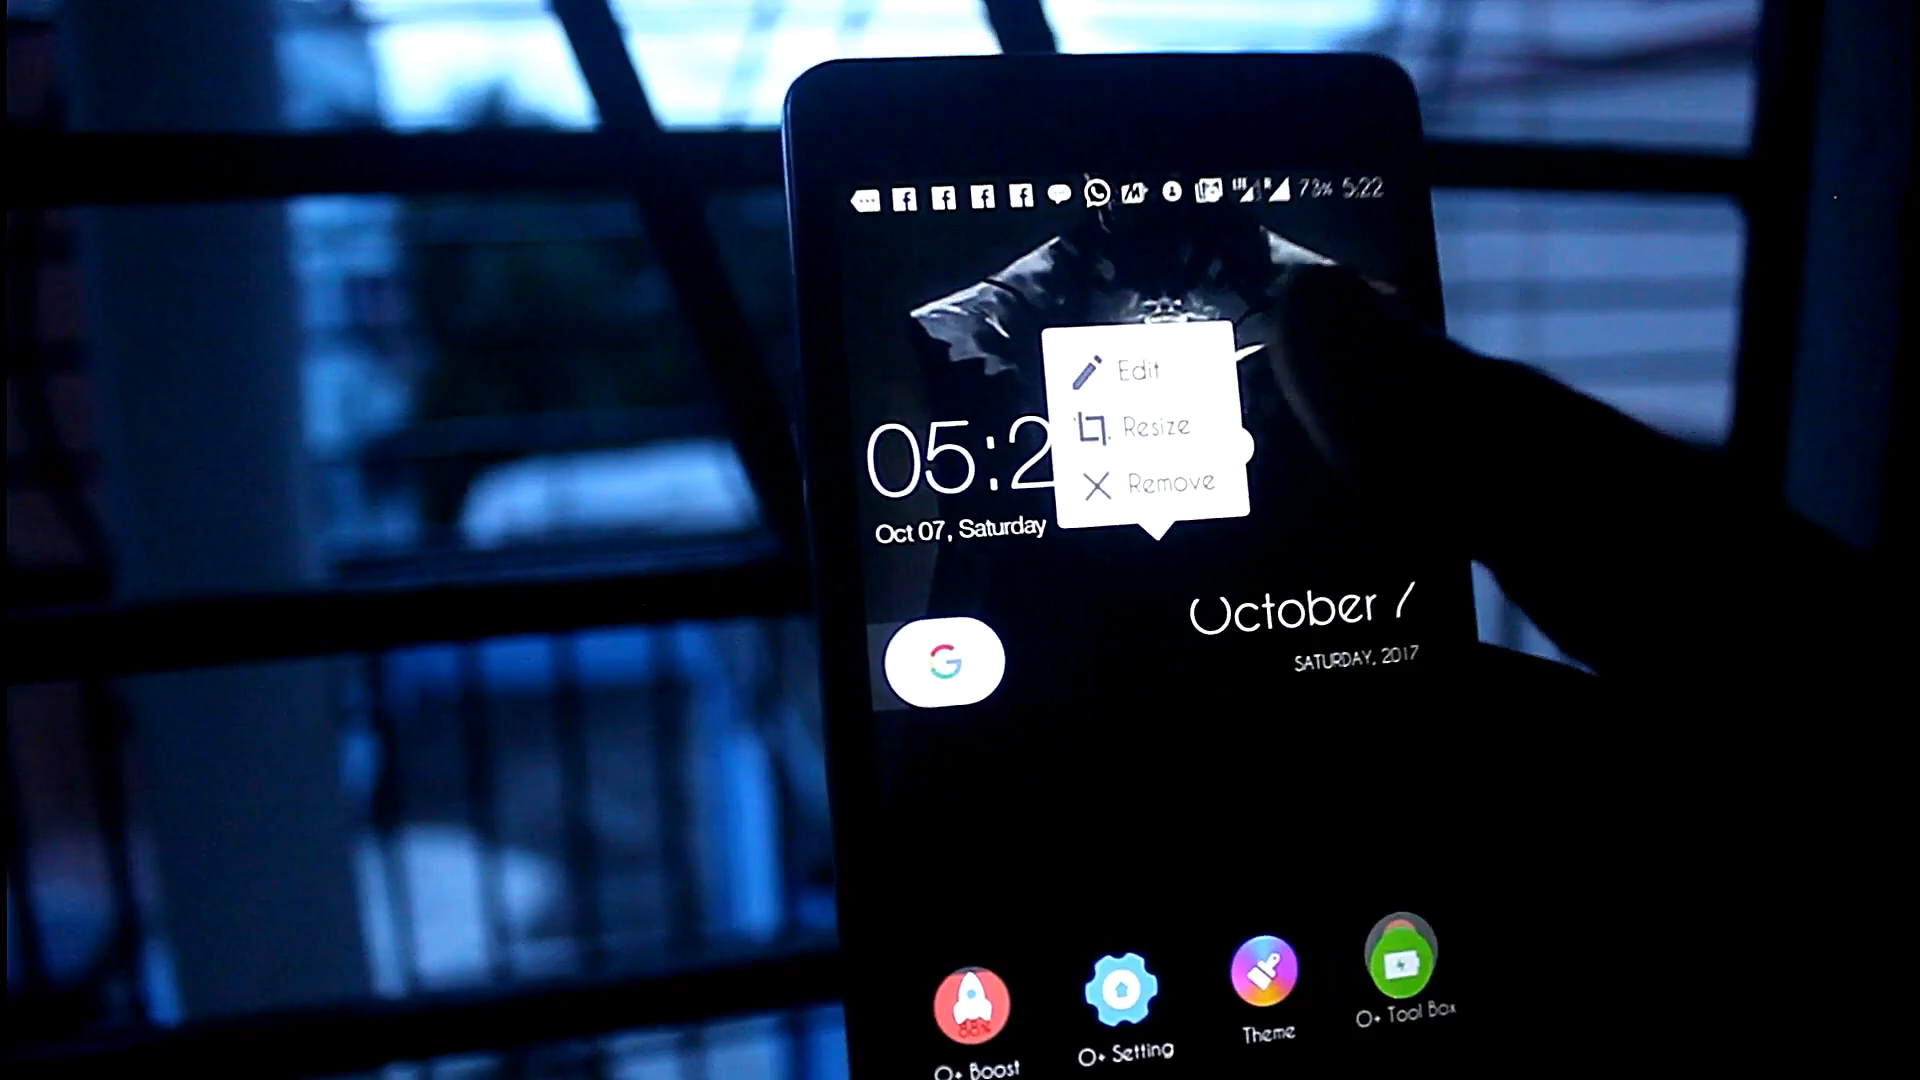 73% 5:22
Edit
Resize
Remove
05:2
Oct 07, Saturday
October 7
SATURDAY, 2017
G
88%
O+ Boost
O+ Setting
Theme
O+ Tool Box